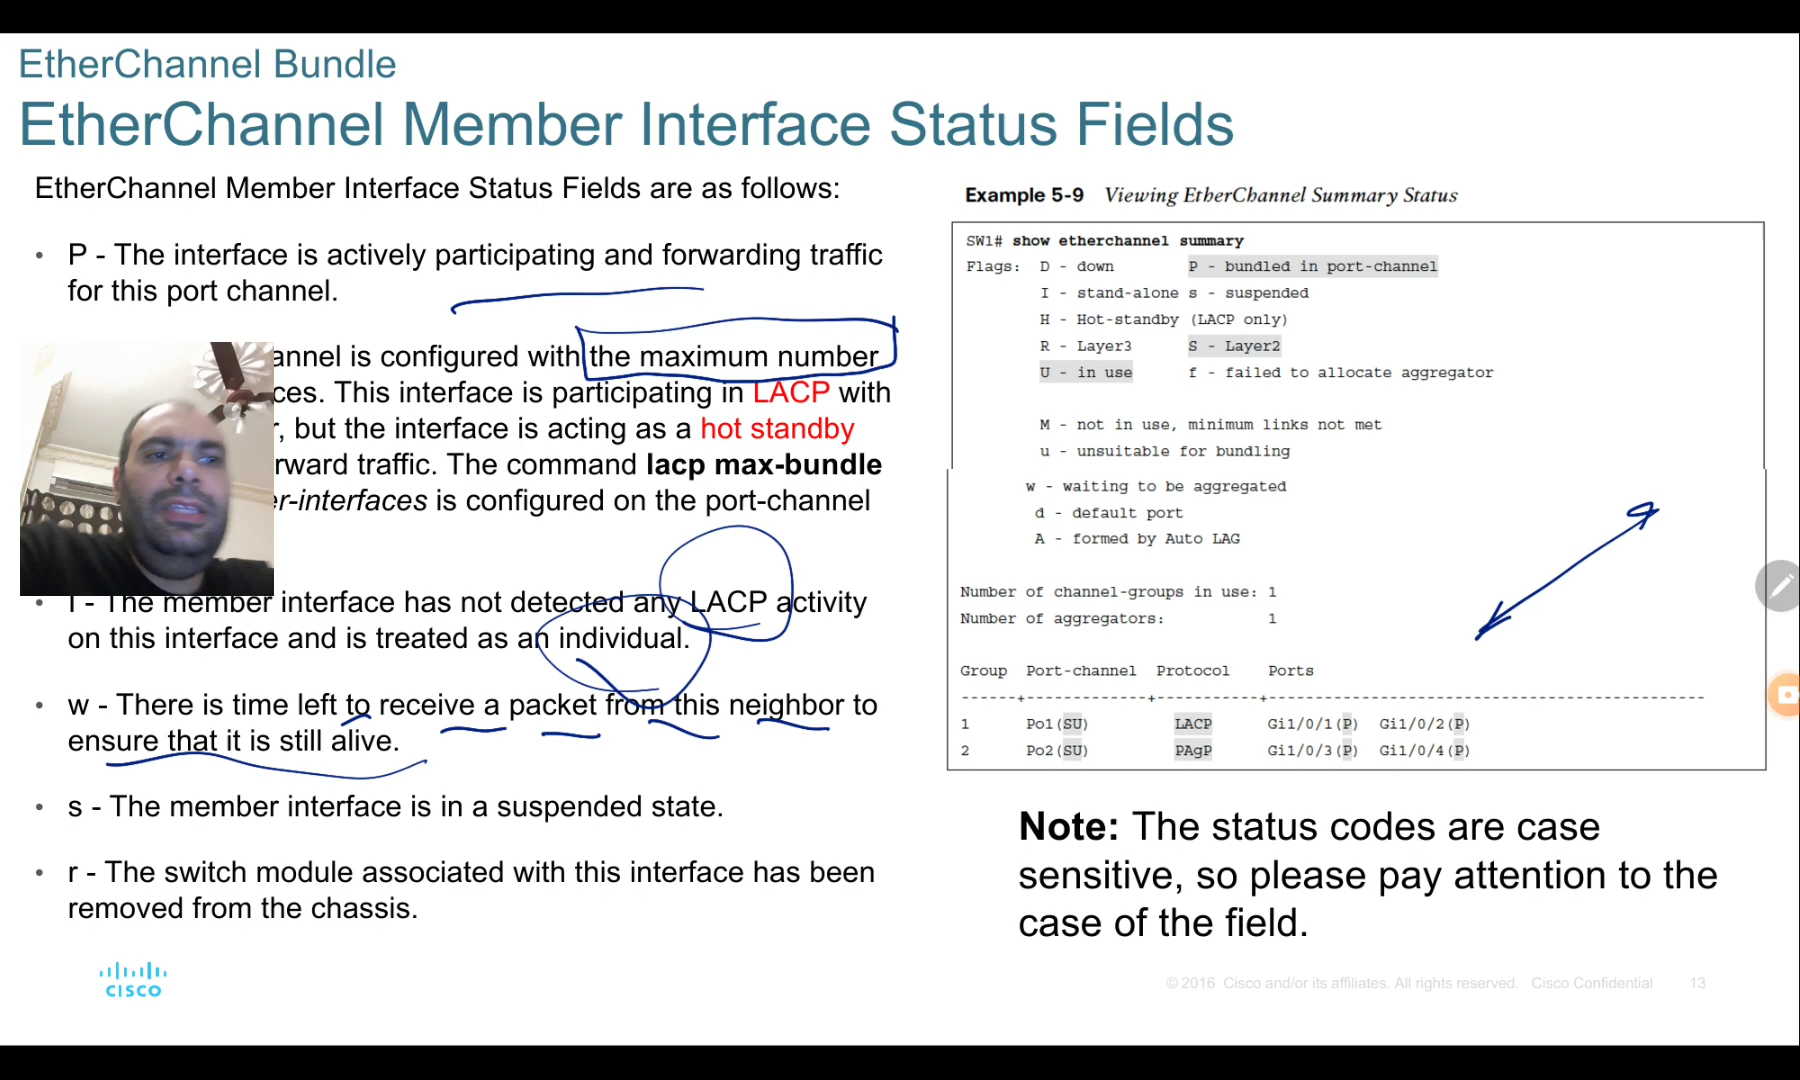 EtherChannel Bundle
EtherChannel Member Interface Status Fields
EtherChannel Member Interface Status Fields are as follows:
• P - The interface is actively participating and forwarding traffic
for this port channel.
annel is configured with the maximum number
ces. This interface is participating in LACP with
, but the interface is acting as a hot standby
rward traffic. The command lacp max-bundle
r-interfaces is configured on the port-channel
• I - The member interface has not detected any LACP activity
on this interface and is treated as an individual.
• w - There is time left to receive a packet from this neighbor to
ensure that it is still alive.
• s - The member interface is in a suspended state.
• r - The switch module associated with this interface has been
removed from the chassis.
CISCO
Example 5-9 Viewing EtherChannel Summary Status
SW1# show etherchannel summary
Flags: D - down P - bundled in port-channel
I - stand-alone s - suspended
H - Hot-standby (LACP only)
R - Layer3 S - Layer2
U - in use f - failed to allocate aggregator
M - not in use, minimum links not met
u - unsuitable for bundling
w - waiting to be aggregated
d - default port
A - formed by Auto LAG
Number of channel-groups in use: 1
Number of aggregators: 1
Group Port-channel Protocol Ports
------+-------------+-----------+-----------------------------------------------
1 Po1(SU) LACP Gi1/0/1(P) Gi1/0/2(P)
2 Po2(SU) PAgP Gi1/0/3(P) Gi1/0/4(P)
Note: The status codes are case
sensitive, so please pay attention to the
case of the field.
© 2016 Cisco and/or its affiliates. All rights reserved. Cisco Confidential 13